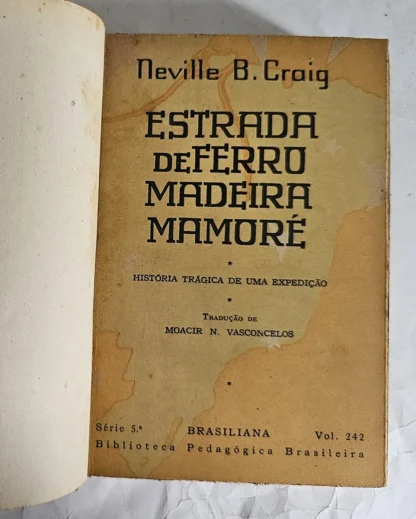 Neville B. Craig
ESTRADA
DE FERRO
MADEIRA
MAMORÉ
*
HISTÓRIA TRÁGICA DE UMA EXPEDIÇÃO
*
TRADUÇÃO DE
MOACIR N. VASCONCELOS
*
Série 5.ª BRASILIANA Vol. 242
Biblioteca Pedagógica Brasileira